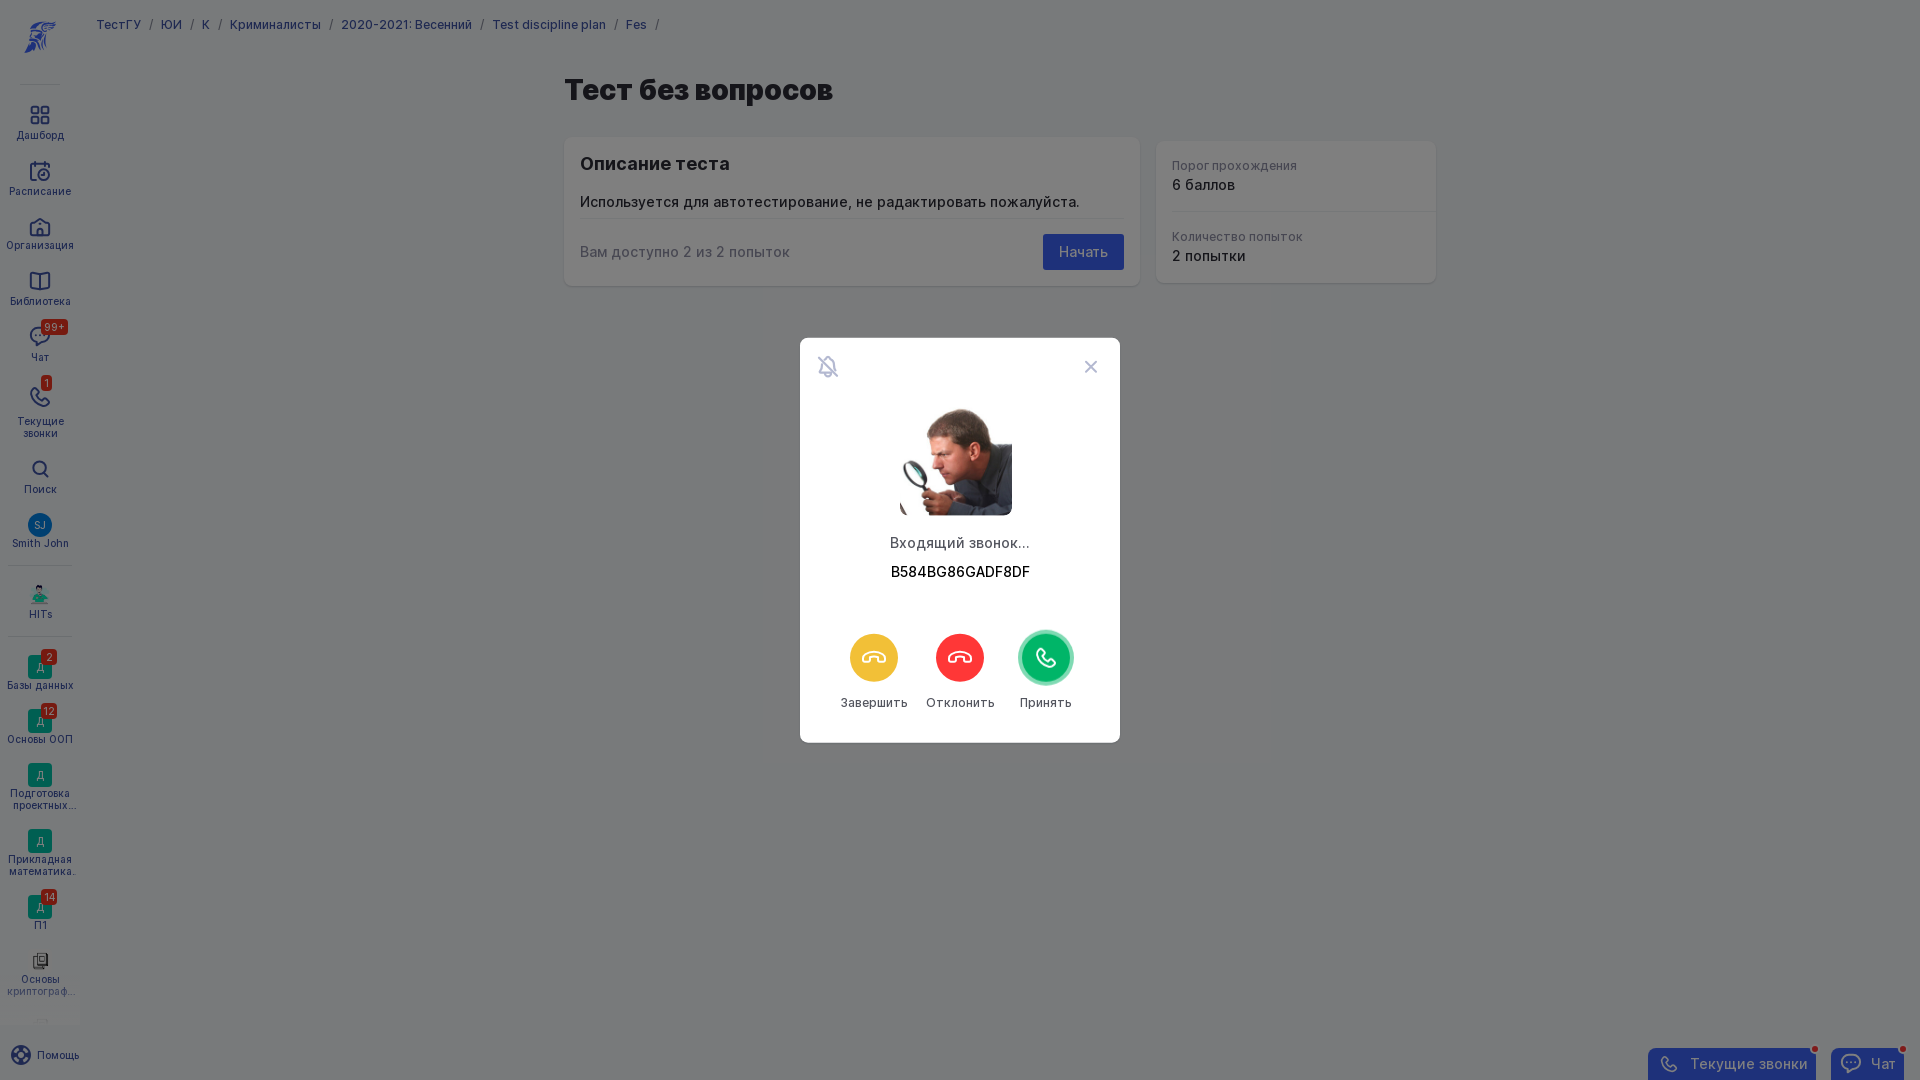 ТестГУ / ЮИ / К / Криминалисты / 2020-2021: Весенний / Test discipline plan / Fes /
Дашборд
Расписание
Организация
Библиотека
99+
Чат
1
Текущие
звонки
Поиск
SJ
Smith John
HITs
2
Д
Базы данных
12
Д
Основы ООП
Д
Подготовка
проектных...
Д
Прикладная
математика.
14
Д
П1
Основы
криптограф...
Помощь
Тест без вопросов
Описание теста
Используется для автотестирование, не радактировать пожалуйста.
Вам доступно 2 из 2 попыток
Начать
Порог прохождения
6 баллов
Количество попыток
2 попытки
Входящий звонок...
B584BG86GADF8DF
Завершить
Отклонить
Принять
Текущие звонки
Чат